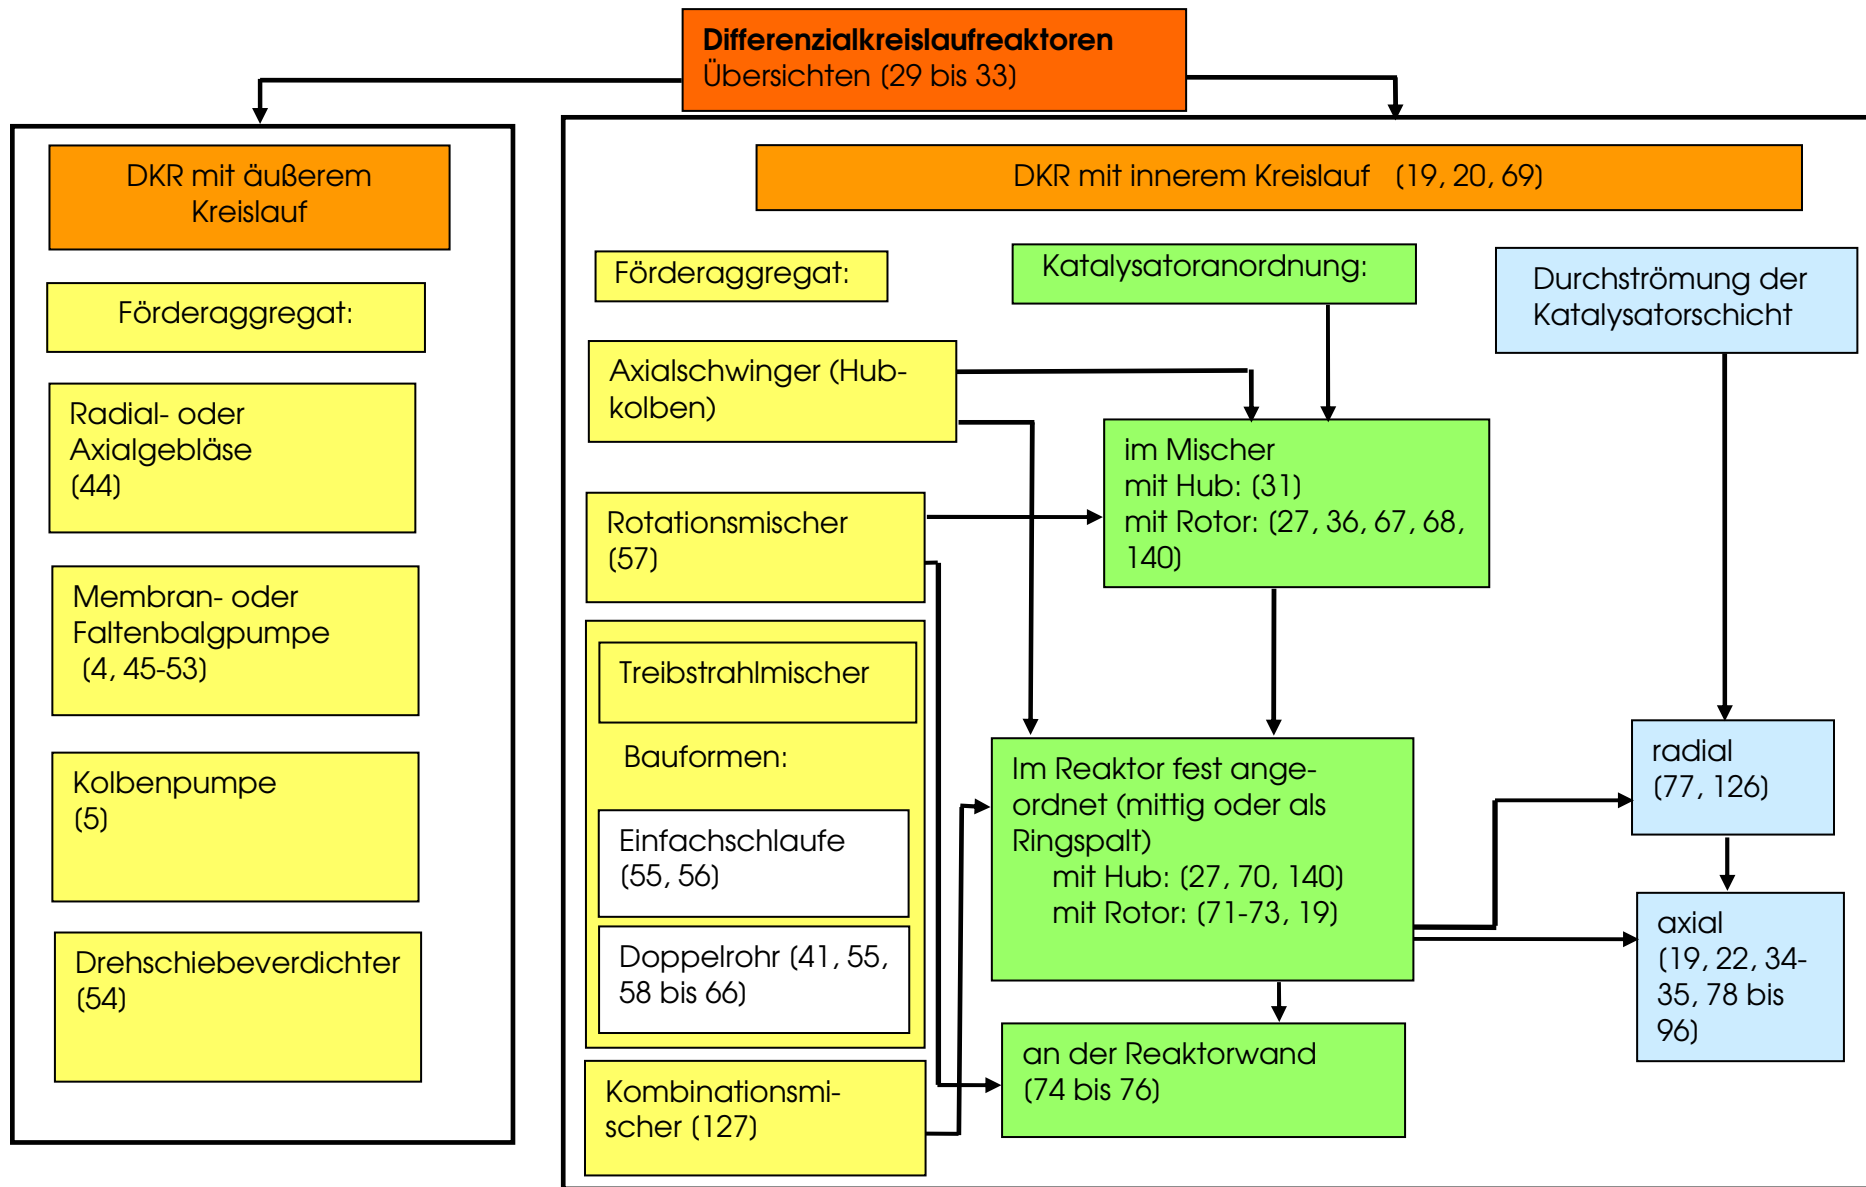 Differenzialkreislaufreaktoren
Übersichten (29 bis 33)
DKR mit äußerem
Kreislauf
Förderaggregat:
Radial- oder
Axialgebläse
(44)
Membran- oder
Faltenbalgpumpe
(4, 45-53)
Kolbenpumpe
(5)
Drehschiebeverdichter
(54)
DKR mit innerem Kreislauf (19, 20, 69)
Förderaggregat:
Axialschwinger (Hub-
kolben)
Rotationsmischer
(57)
Treibstrahlmischer
Bauformen:
Einfachschlaufe
(55, 56)
Doppelrohr (41, 55,
58 bis 66)
Kombinationsmi-
scher (127)
Katalysatoranordnung:
im Mischer
mit Hub: (31)
mit Rotor: (27, 36, 67, 68,
140)
Im Reaktor fest ange-
ordnet (mittig oder als
Ringspalt)
mit Hub: (27, 70, 140)
mit Rotor: (71-73, 19)
an der Reaktorwand
(74 bis 76)
Durchströmung der
Katalysatorschicht
radial
(77, 126)
axial
(19, 22, 34-
35, 78 bis
96)